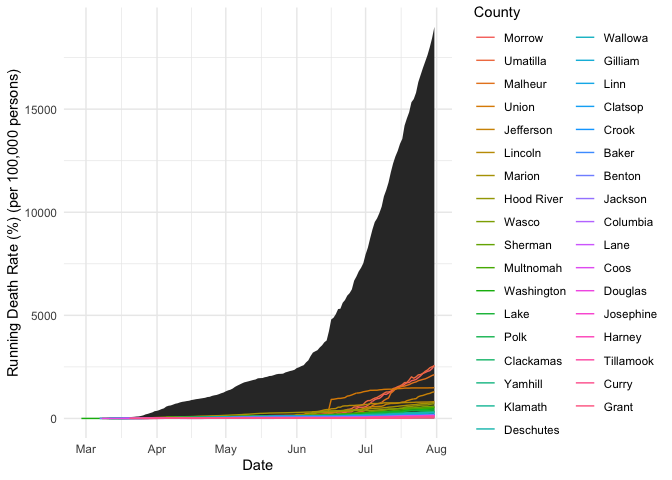 County
Morrow
Umatilla
Malheur
Union
Jefferson
Lincoln
Marion
Hood River
Wasco
Sherman
Multnomah
Washington
Lake
Polk
Clackamas
Yamhill
Klamath
Deschutes
Wallowa
Gilliam
Linn
Clatsop
Crook
Baker
Benton
Jackson
Columbia
Lane
Coos
Douglas
Josephine
Harney
Tillamook
Curry
Grant
Running Death Rate (%) (per 100,000 persons)
15000
10000
5000
0
Mar Apr May Jun Jul Aug
Date